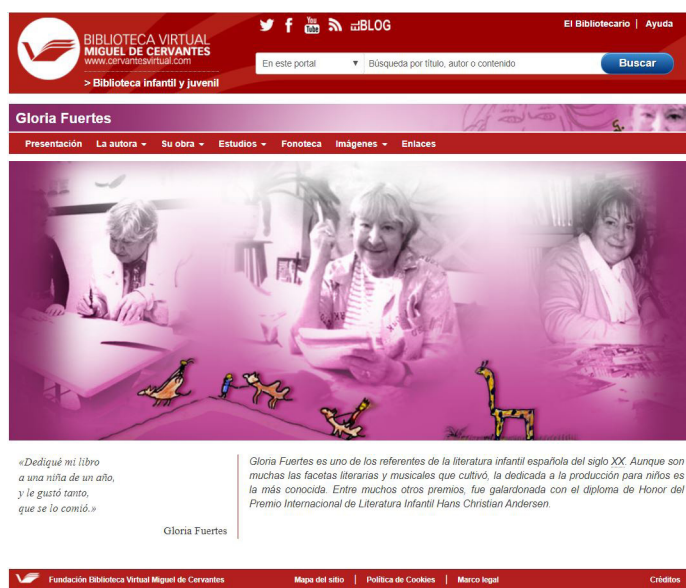 BLOG
El Bibliotecario | Ayuda
BIBLIOTECA VIRTUAL
MIGUEL DE CERVANTES
www.cervantesvirtual.com
> Biblioteca infantil y juvenil
En este portal
Búsqueda por título, autor o contenido
Buscar
You
Tube
Gloria Fuertes
Presentación La autora Su obra Estudios Fonoteca Imágenes Enlaces
«Dediqué mi libro
a una niña de un año,
y le gustó tanto,
que se lo comió.»
Gloria Fuertes
Gloria Fuertes es uno de los referentes de la literatura infantil española del siglo XX. Aunque son
muchas las facetas literarias y musicales que cultivó, la dedicada a la producción para niños es
la más conocida. Entre muchos otros premios, fue galardonada con el diploma de Honor del
Premio Internacional de Literatura Infantil Hans Christian Andersen.
Fundación Biblioteca Virtual Miguel de Cervantes
Mapa del sitio | Política de Cookies | Marco legal
Créditos